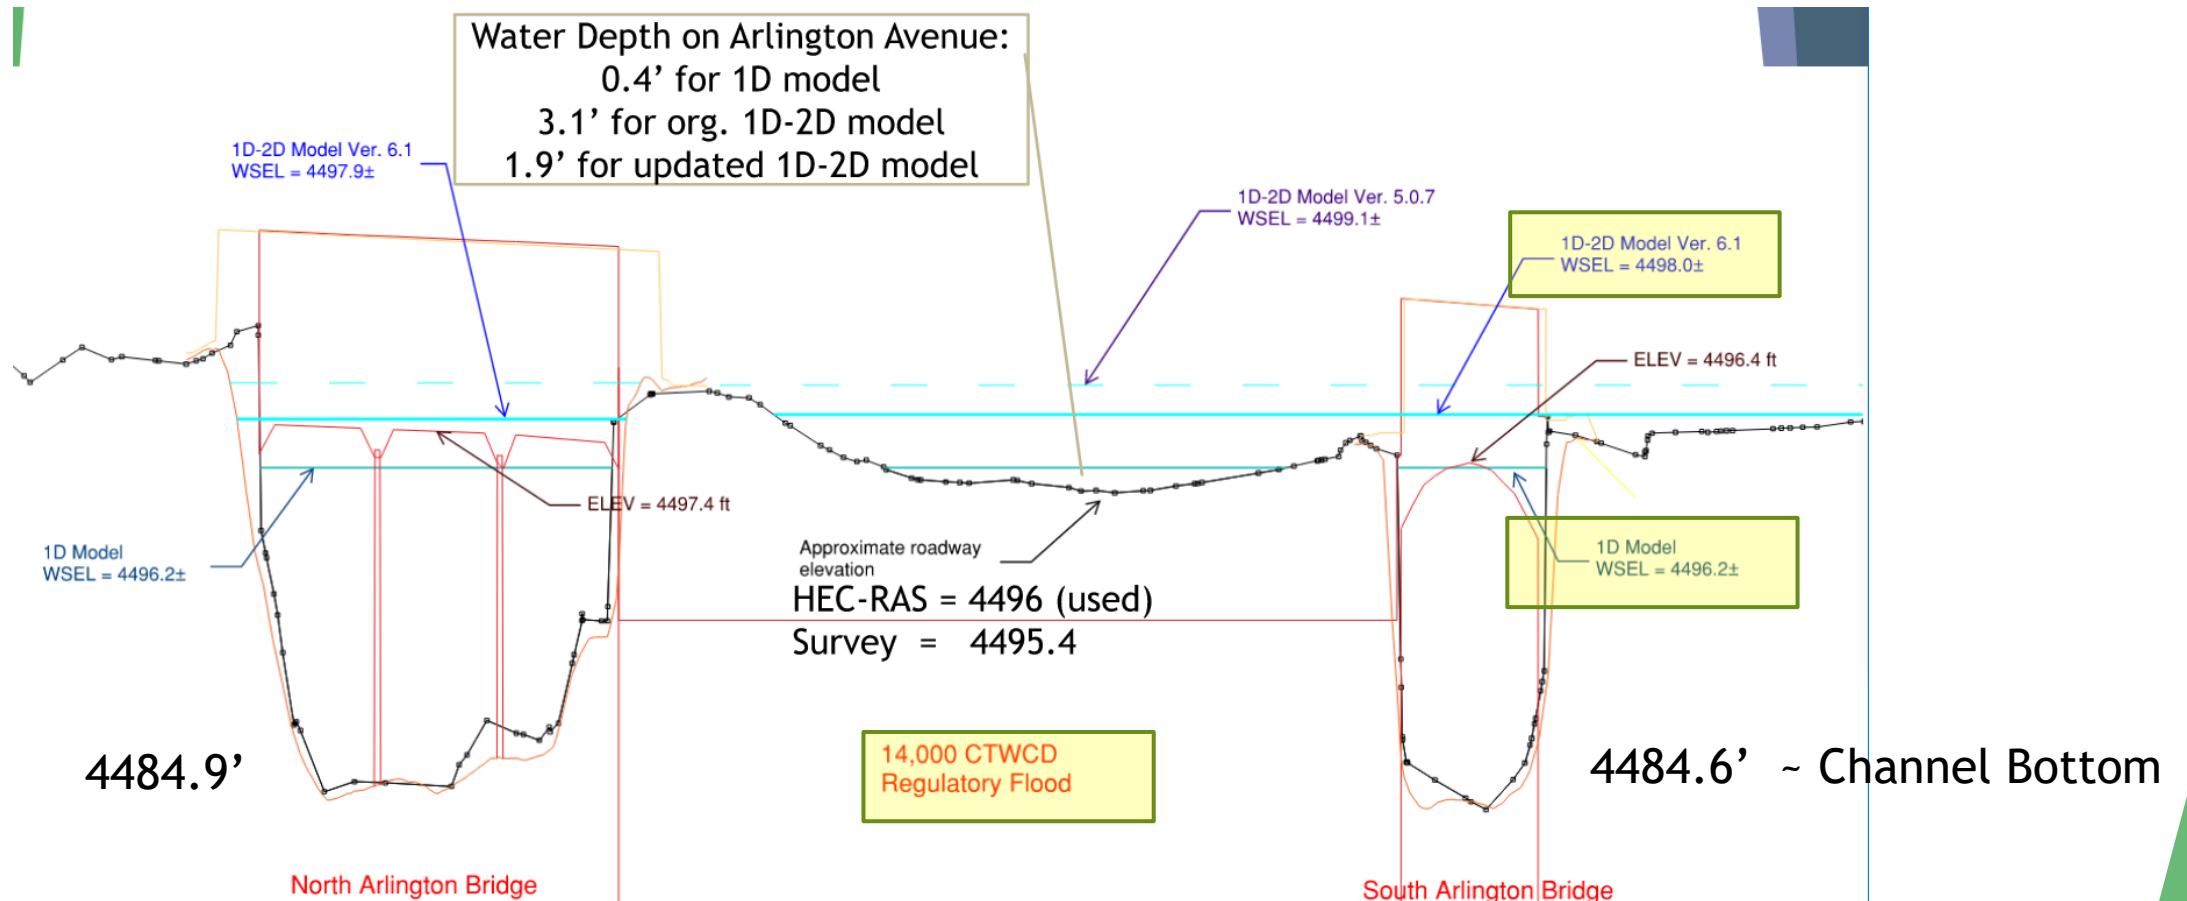 Water Depth on Arlington Avenue:
0.4’ for 1D model
3.1’ for org. 1D-2D model
1.9’ for updated 1D-2D model
1D-2D Model Ver. 6.1
WSEL = 4497.9±
1D-2D Model Ver. 5.0.7
WSEL = 4499.1±
1D-2D Model Ver. 6.1
WSEL = 4498.0±
ELEV = 4496.4 ft
ELEV = 4497.4 ft
1D Model
WSEL = 4496.2±
Approximate roadway
elevation
HEC-RAS = 4496 (used)
Survey = 4495.4
1D Model
WSEL = 4496.2±
4484.9’
14,000 CTWCD
Regulatory Flood
4484.6’ ~ Channel Bottom
North Arlington Bridge
South Arlington Bridge